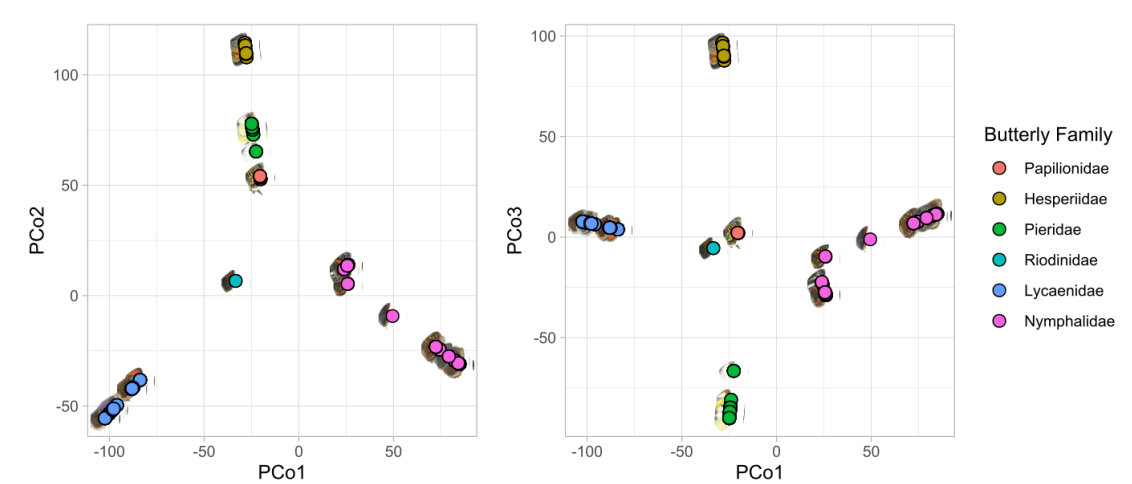 100
50
0
-50
PCo2
-100
-50
0
50
PCo1
100
50
0
-50
PCo3
-100
-50
0
50
PCo1
Butterly Family
Papilionidae
Hesperiidae
Pieridae
Riodinidae
Lycaenidae
Nymphalidae